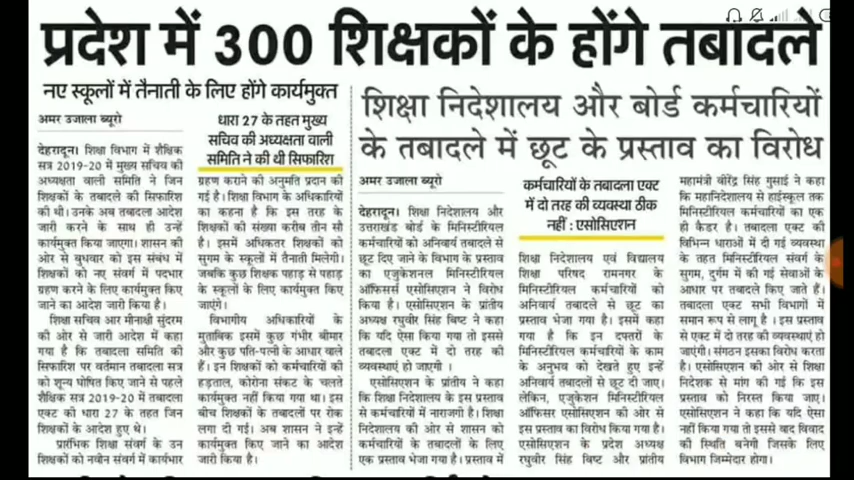 प्रदेश में 300 शिक्षकों के होंगे तबादले
नए स्कूलों में तैनाती के लिए होंगे कार्यमुक्त
अमर उजाला ब्यूरो
देहरादून। शिक्षा विभाग में शैक्षिक
सत्र 2019-20 में मुख्य सचिव की
अध्यक्षता वाली समिति ने जिन
शिक्षकों के तबादले की सिफारिश
की थी। उनके अब तबादला आदेश
जारी करने के साथ ही उन्हें
कार्यमुक्त किया जाएगा। शासन की
ओर से बुधवार को इस संबंध में
शिक्षकों को नए संवर्ग में पदभार
ग्रहण करने के लिए कार्यमुक्त किए
जाने का आदेश जारी किया है।
शिक्षा सचिव आर मीनाक्षी सुंदरम
की ओर से जारी आदेश में कहा
गया है कि तबादला समिति की
सिफारिश पर वर्तमान तबादला सत्र
को शून्य घोषित किए जाने से पहले
शैक्षिक सत्र 2019-20 में तबादला
एक्ट की धारा 27 के तहत जिन
शिक्षकों के आदेश हुए थे।
प्रारंभिक शिक्षा संवर्ग के उन
शिक्षकों को नवीन संवर्ग में कार्यभार
धारा 27 के तहत मुख्य
सचिव की अध्यक्षता वाली
समिति ने की थी सिफारिश
ग्रहण कराने की अनुमति प्रदान की
गई है। शिक्षा विभाग के अधिकारियों
का कहना है कि इस तरह के
शिक्षकों की संख्या करीब तीन सौ
है। इसमें अधिकतर शिक्षकों को
सुगम के स्कूलों में तैनाती मिलेगी।
जबकि कुछ शिक्षक पहाड़ से पहाड़
के स्कूलों के लिए कार्यमुक्त किए
जाएंगे।
विभागीय अधिकारियों के
मुताबिक इसमें कुछ गंभीर बीमार
और कुछ पति-पत्नी के आधार वाले
हैं। इन शिक्षकों को कर्मचारियों की
हड़ताल, कोरोना संकट के चलते
कार्यमुक्त नहीं किया गया था। इस
बीच शिक्षकों के तबादलों पर रोक
लगा दी गई। अब शासन ने इन्हें
कार्यमुक्त किए जाने का आदेश
जारी किया है।
शिक्षा निदेशालय और बोर्ड कर्मचारियों
के तबादले में छूट के प्रस्ताव का विरोध
अमर उजाला ब्यूरो
देहरादून। शिक्षा निदेशालय और
उत्तराखंड बोर्ड के मिनिस्टीरियल
कर्मचारियों को अनिवार्य तबादले से
छूट दिए जाने के विभाग के प्रस्ताव
का एजुकेशनल मिनिस्टीरियल
ऑफिसर्स एसोसिएशन ने विरोध
किया है। एसोसिएशन के प्रांतीय
अध्यक्ष रघुवीर सिंह बिष्ट ने कहा
कि यदि ऐसा किया गया तो इससे
तबादला एक्ट में दो तरह की
व्यवस्थाएं हो जाएगी ।
एसोसिएशन के प्रांतीय ने कहा
कि शिक्षा निदेशालय के इस प्रस्ताव
से कर्मचारियों में नाराजगी है। शिक्षा
निदेशालय की ओर से शासन को
कर्मचारियों के तबादलों के लिए
एक प्रस्ताव भेजा गया है। प्रस्ताव में
कर्मचारियों के तबादला एक्ट
में दो तरह की व्यवस्था ठीक
नहीं : एसोसिएशन
शिक्षा निदेशालय एवं विद्यालय
शिक्षा परिषद रामनगर के
मिनिस्टीरियल कर्मचारियों को
अनिवार्य तबादले से छूट का
प्रस्ताव भेजा गया है। इसमें कहा
गया है कि इन दफ्तरों के
मिनिस्टीरियल कर्मचारियों के काम
के अनुभव को देखते हुए इन्हें
अनिवार्य तबादलों से छूट दी जाए।
लेकिन, एजुकेशन मिनिस्टीरियल
ऑफिसर एसोसिएशन की ओर से
इस प्रस्ताव का विरोध किया गया है।
एसोसिएशन के प्रदेश अध्यक्ष
रघुवीर सिंह बिष्ट और प्रांतीय
महामंत्री वीरेंद्र सिंह गुसाई ने कहा
कि महानिदेशालय से हाईस्कूल तक
मिनिस्टीरियल कर्मचारियों का एक
ही कैडर है। तबादला एक्ट की
विभिन्न धाराओं में दी गई व्यवस्था
के तहत मिनिस्टीरियल संवर्ग के
सुगम, दुर्गम में की गई सेवाओं के
आधार पर तबादले किए जाते हैं।
तबादला एक्ट सभी विभागों में
समान रूप से लागू है । इस प्रस्ताव
से एक्ट में दो तरह की व्यवस्थाएं हो
जाएंगी। संगठन इसका विरोध करता
है। एसोसिएशन की ओर से शिक्षा
निदेशक से मांग की गई कि इस
प्रस्ताव को निरस्त किया जाए।
एसोसिएशन ने कहा कि यदि ऐसा
नहीं किया गया तो इससे बाद विवाद
की स्थिति बनेगी जिसके लिए
विभाग जिम्मेदार होगा।